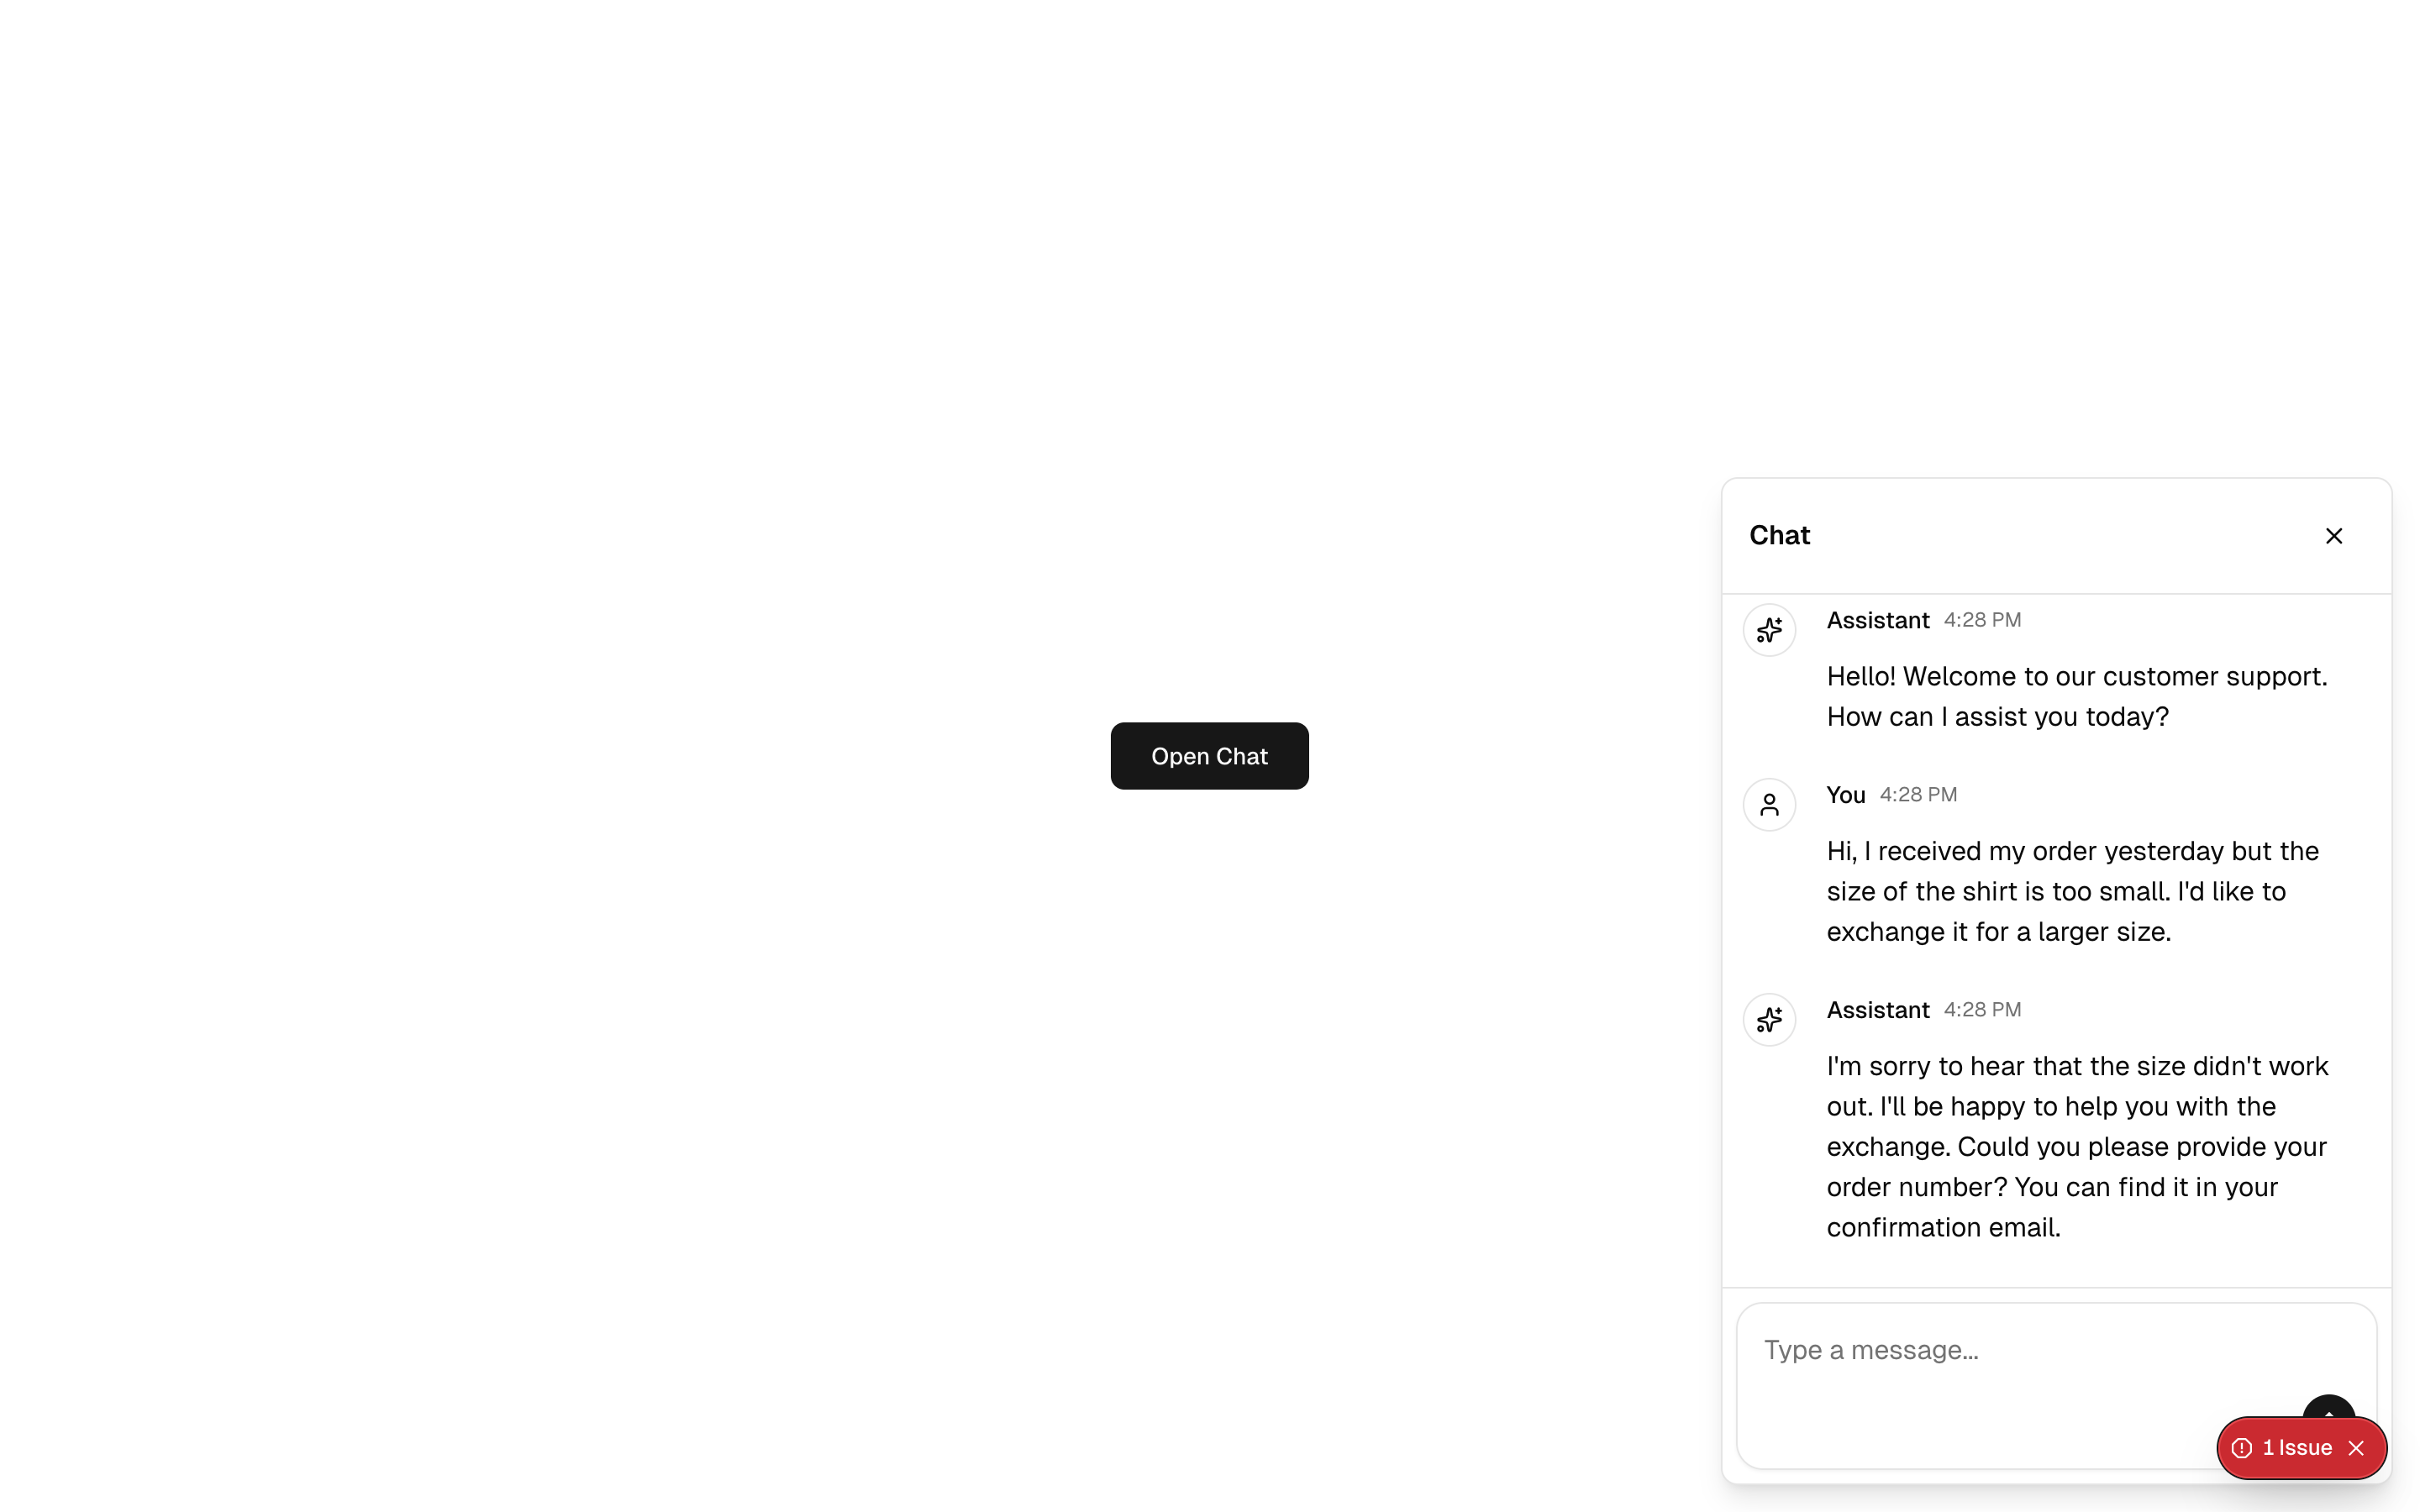 Open Chat
Chat
Assistant 4:28 PM
Hello! Welcome to our customer support.
How can I assist you today?
You 4:28 PM
Hi, I received my order yesterday but the
size of the shirt is too small. I'd like to
exchange it for a larger size.
Assistant 4:28 PM
I'm sorry to hear that the size didn't work
out. I'll be happy to help you with the
exchange. Could you please provide your
order number? You can find it in your
confirmation email.
Type a message...
1 Issue